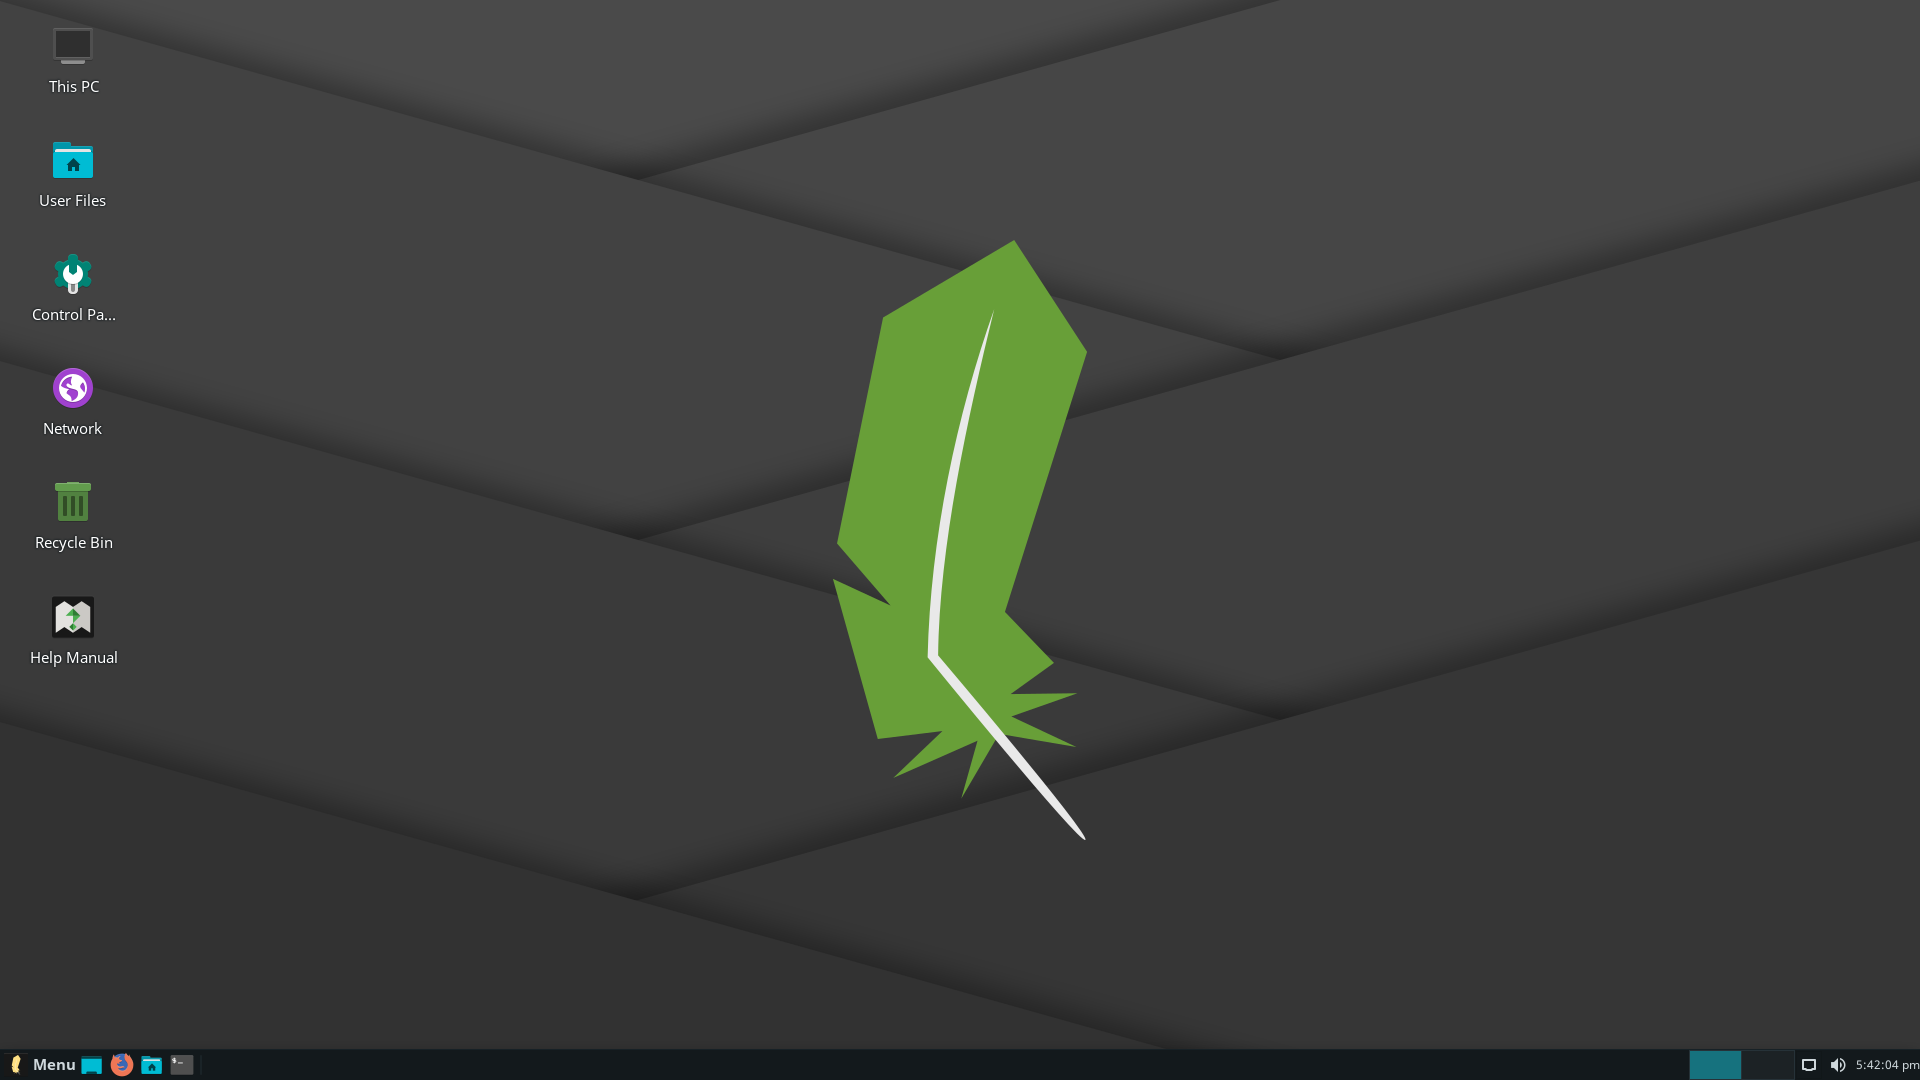 This PC
User Files
Control Pa...
Network
Recycle Bin
Help Manual
Menu
$ _
5:42:04 pm